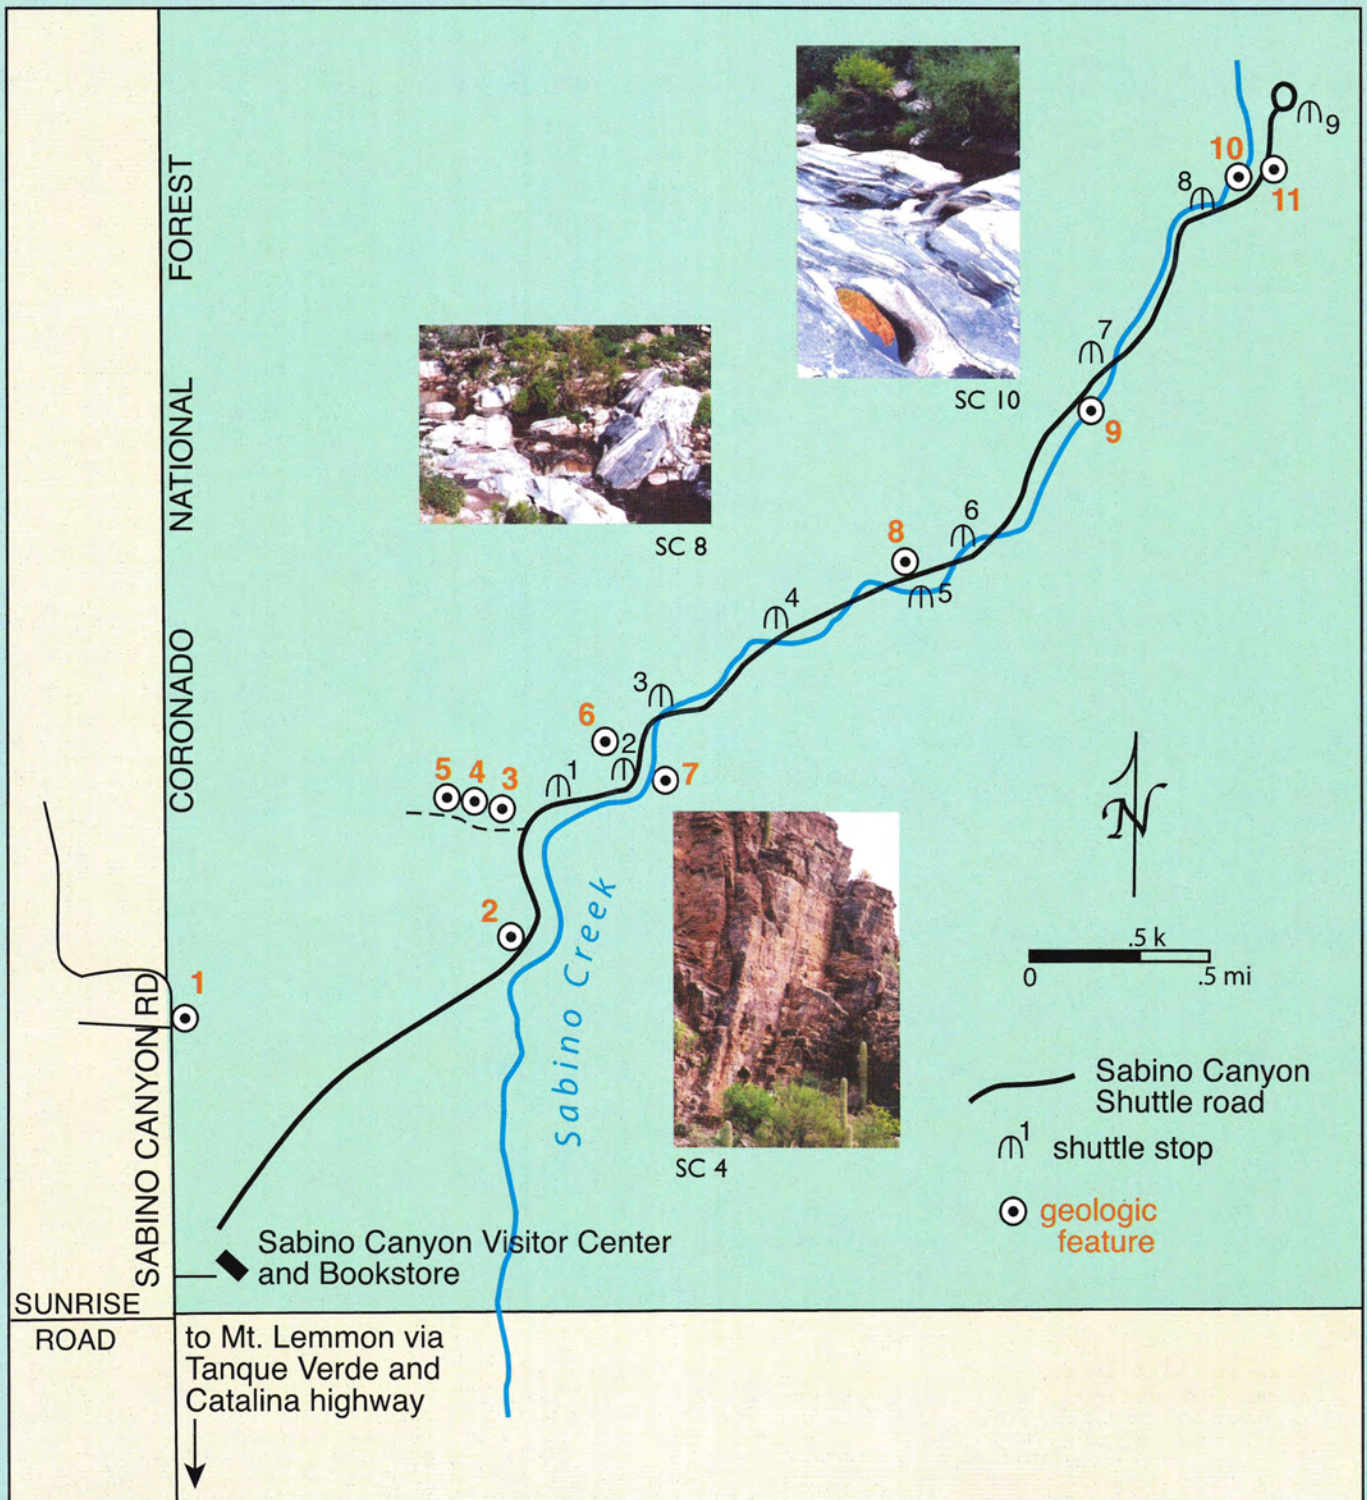 FOREST
NATIONAL
CORONADO
SABINO CANYON RD
SUNRISE
ROAD
9
10
11
8
7
9
SC 10
SC 8
6
8
5
4
3
6
2
7
5
4
3
1
2
1
Sabino Creek
SC 4
N
.5 k
0
.5 mi
Sabino Canyon
Shuttle road
1
shuttle stop
geologic
feature
Sabino Canyon Visitor Center
and Bookstore
to Mt. Lemmon via
Tanque Verde and
Catalina highway